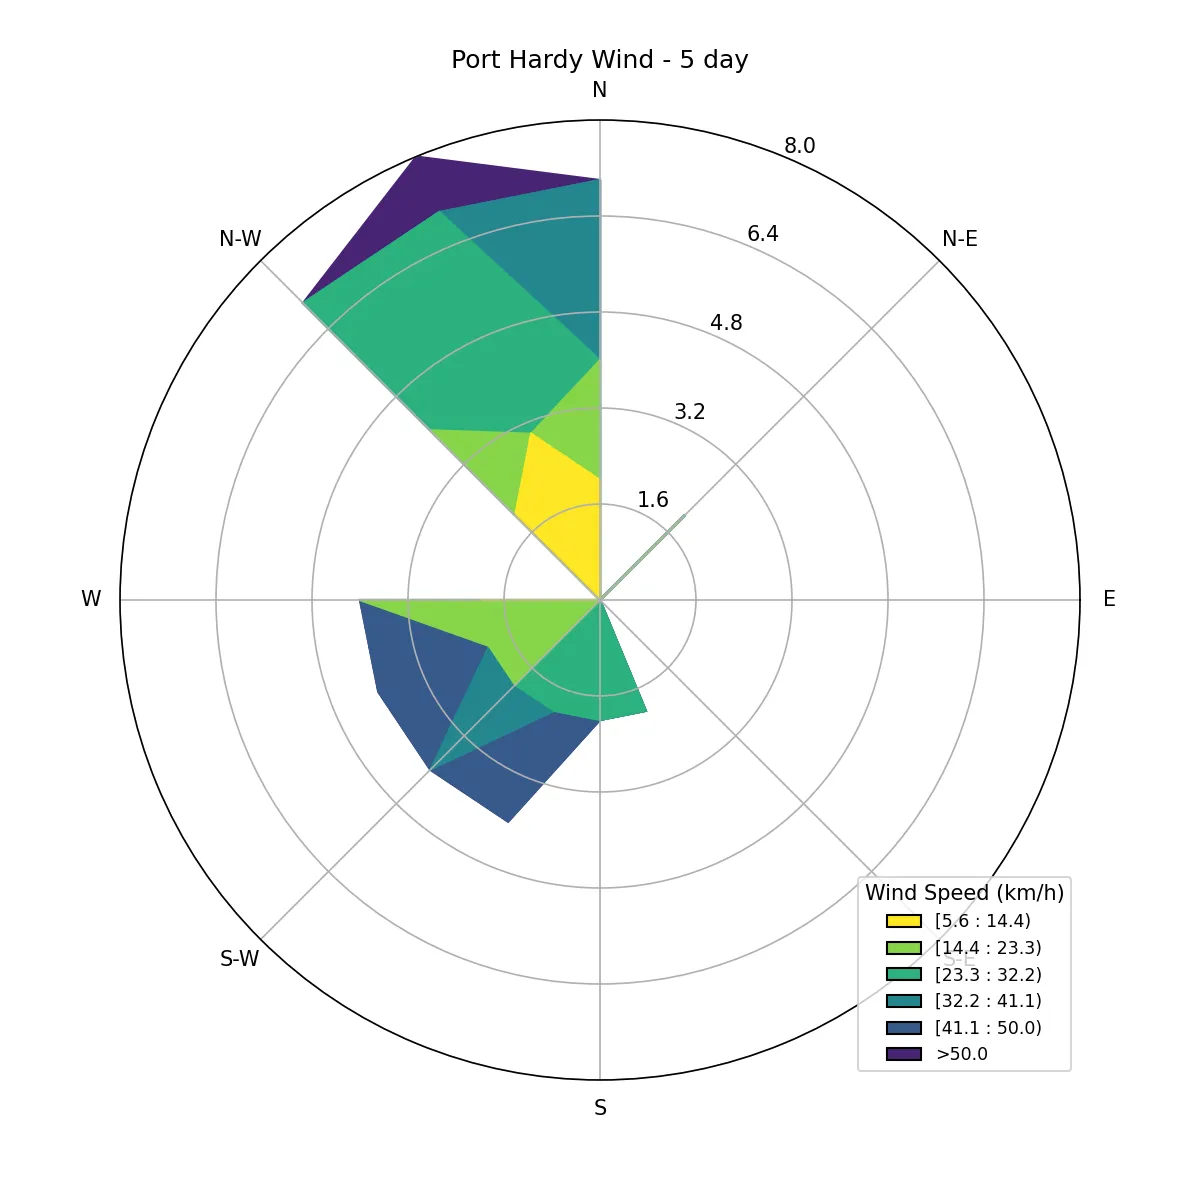 Port Hardy Wind - 5 day
N
8.0
N-W
6.4
N-E
4.8
3.2
1.6
W
E
S-W
S-E
S
Wind Speed (km/h)
[5.6 : 14.4)
[14.4 : 23.3)
[23.3 : 32.2)
[32.2 : 41.1)
[41.1 : 50.0)
>50.0